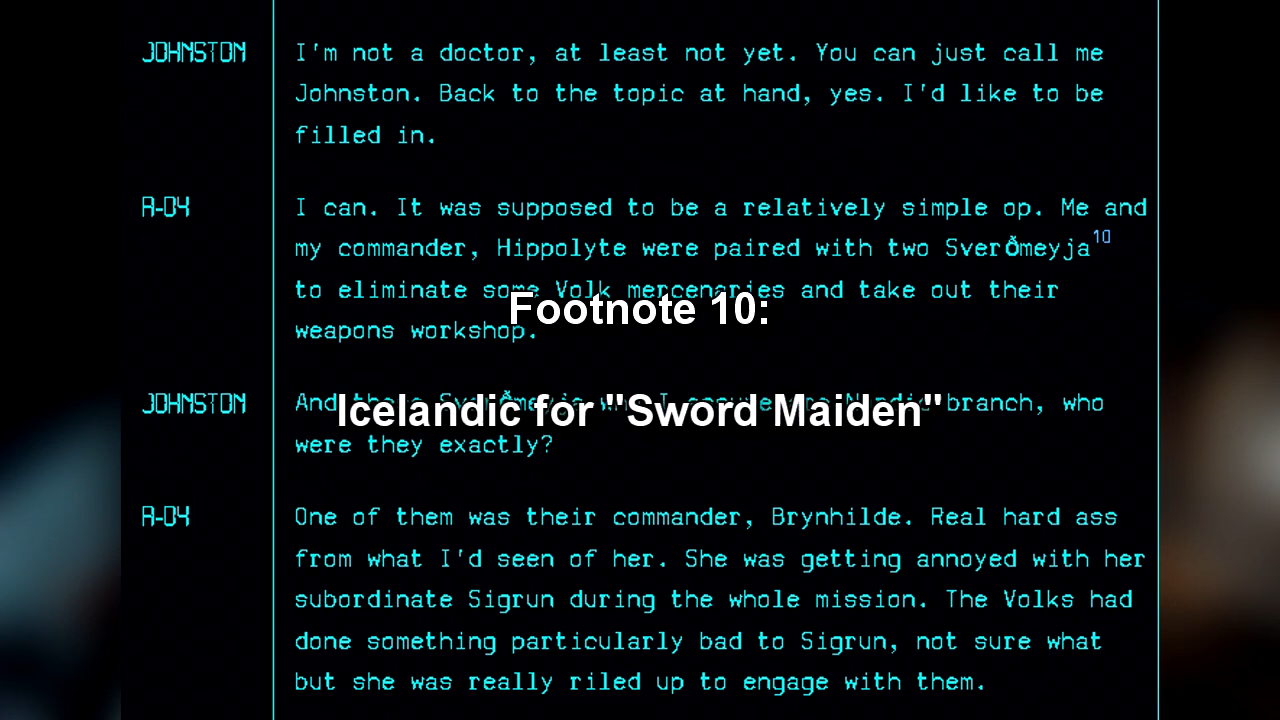 JOHNSTON I'm not a doctor, at least not yet. You can just call me
Johnston. Back to the topic at hand, yes. I'd like to be
filled in.
A-04 I can. It was supposed to be a relatively simple op. Me and
my commander, Hippolyte were paired with two Sverðmeyja10
to eliminate some Volk mercenaries and take out their
weapons workshop.
Footnote 10:
JOHNSTON And Sverðmeyja I branch, who
were they exactly?
Icelandic for "Sword Maiden"
A-04 One of them was their commander, Brynhilde. Real hard ass
from what I'd seen of her. She was getting annoyed with her
subordinate Sigrun during the whole mission. The Volks had
done something particularly bad to Sigrun, not sure what
but she was really riled up to engage with them.